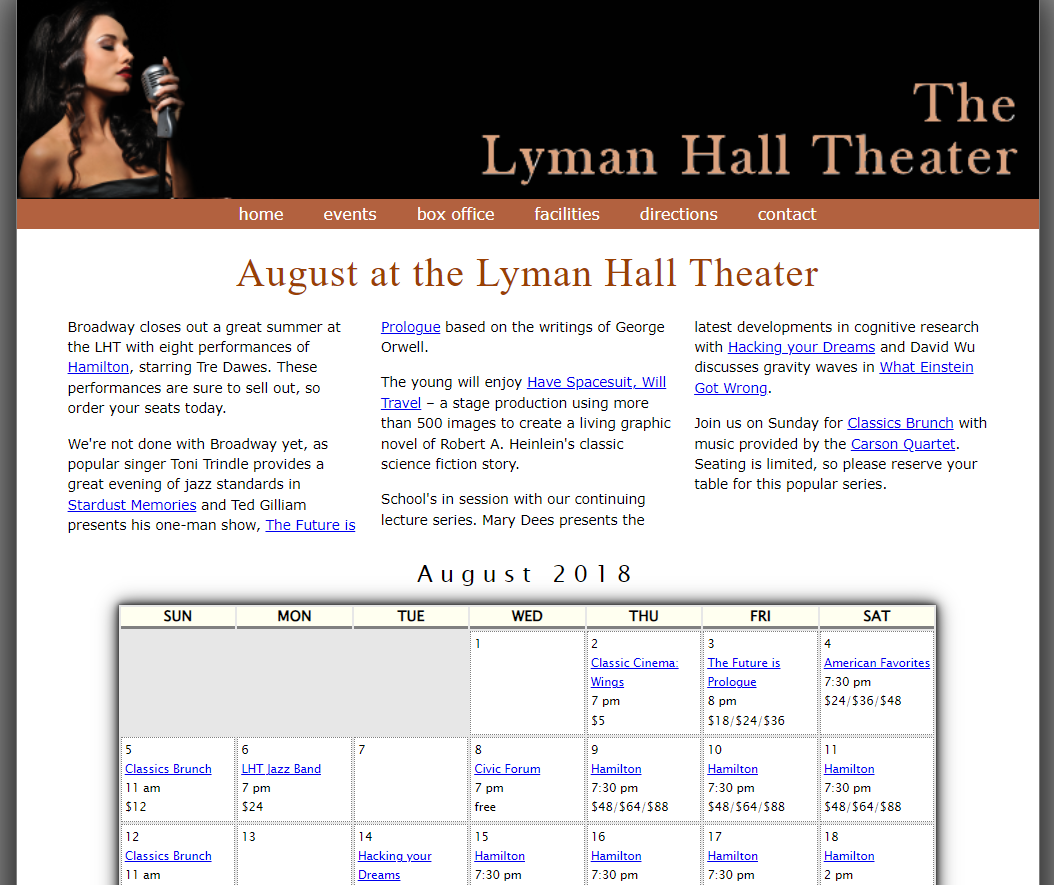 The
Lyman Hall Theater
home events box office facilities directions contact
August at the Lyman Hall Theater
Broadway closes out a great summer at
the LHT with eight performances of
Hamilton, starring Tre Dawes. These
performances are sure to sell out, so
order your seats today.
We're not done with Broadway yet, as
popular singer Toni Trindle provides a
great evening of jazz standards in
Stardust Memories and Ted Gilliam
presents his one-man show, The Future is
Prologue based on the writings of George
Orwell.
The young will enjoy Have Spacesuit, Will
Travel – a stage production using more
than 500 images to create a living graphic
novel of Robert A. Heinlein's classic
science fiction story.
School's in session with our continuing
lecture series. Mary Dees presents the
latest developments in cognitive research
with Hacking your Dreams and David Wu
discusses gravity waves in What Einstein
Got Wrong.
Join us on Sunday for Classics Brunch with
music provided by the Carson Quartet.
Seating is limited, so please reserve your
table for this popular series.
August 2018
SUN MON TUE WED THU FRI SAT
1
2
Classic Cinema:
Wings
7 pm
$5
3
The Future is
Prologue
8 pm
$18/$24/$36
4
American Favorites
7:30 pm
$24/$36/$48
5
Classics Brunch
11 am
$12
6
LHT Jazz Band
7 pm
$24
7
8
Civic Forum
7 pm
free
9
Hamilton
7:30 pm
$48/$64/$88
10
Hamilton
7:30 pm
$48/$64/$88
11
Hamilton
7:30 pm
$48/$64/$88
12
Classics Brunch
11 am
13
14
Hacking your
Dreams
15
Hamilton
7:30 pm
16
Hamilton
7:30 pm
17
Hamilton
7:30 pm
18
Hamilton
2 pm